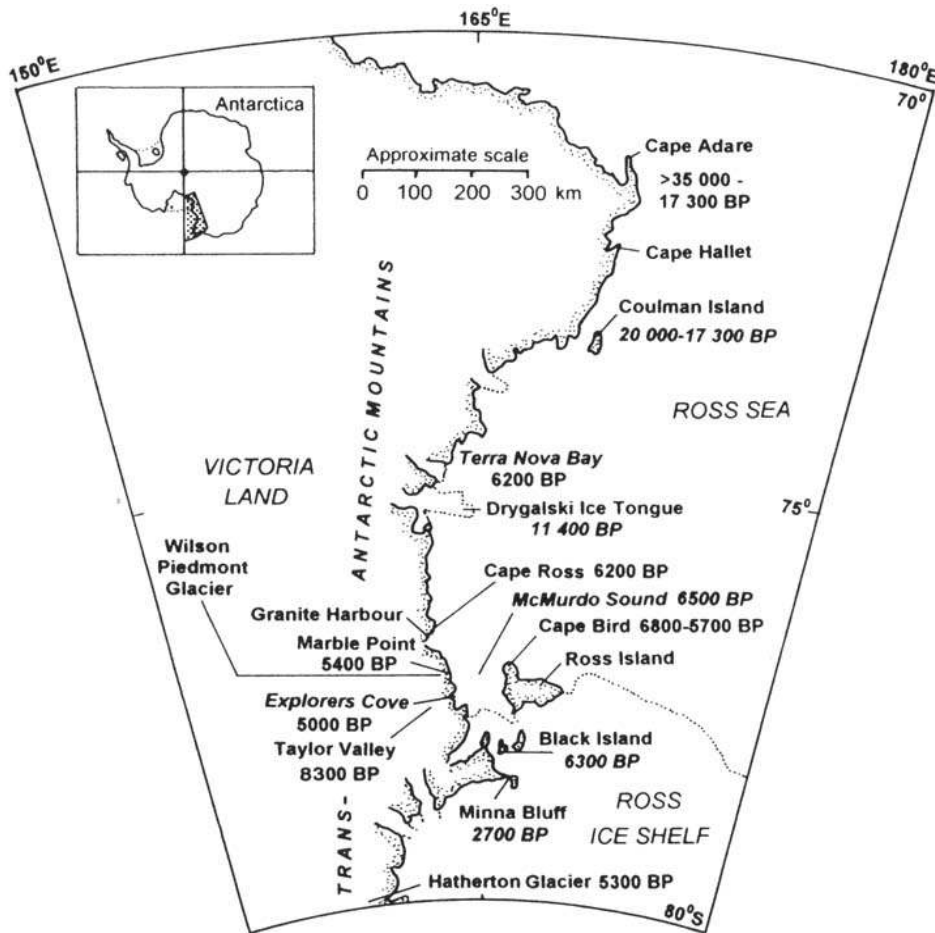 165°E
150°E
180°E
70°
Antarctica
Approximate scale
0 100 200 300
km
Cape Adare
>35 000 -
17 300 BP
Cape Hallet
Coulman Island
20 000-17 300 BP
ANTARCTIC MOUNTAINS
ROSS SEA
VICTORIA
LAND
Terra Nova Bay
6200 BP
75°
Drygalski Ice Tongue
11 400 BP
Wilson
Piedmont
Glacier
Cape Ross 6200 BP
McMurdo Sound 6500 BP
Granite Harbour
Cape Bird 6800-5700 BP
Marble Point
5400 BP
Ross Island
Explorers Cove
5000 BP
Taylor Valley
8300 BP
Black Island
6300 BP
Minna Bluff
2700 BP
ROSS
ICE SHELF
TRANS-
Hatherton Glacier 5300 BP
80°S